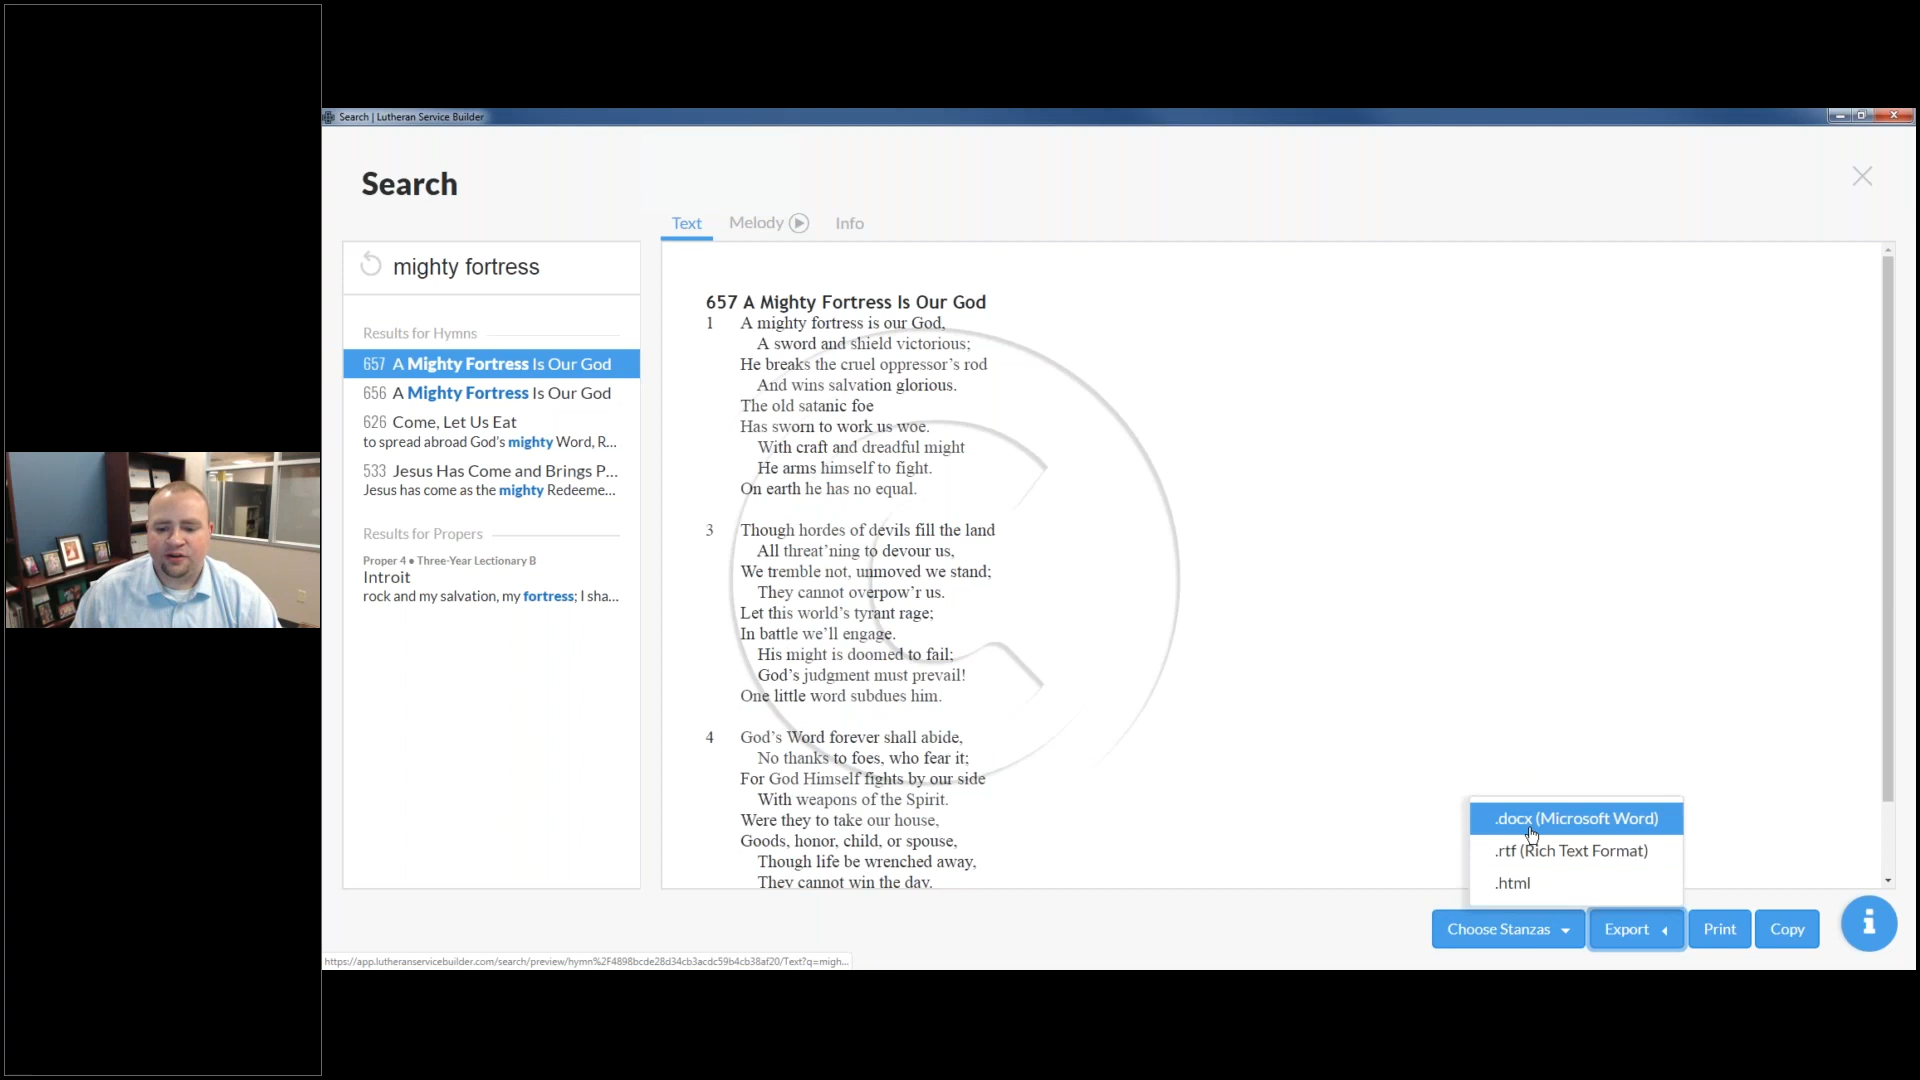 Search | Lutheran Service Builder
Search
Text Melody Info
mighty fortress
Results for Hymns
657 A Mighty Fortress Is Our God
656 A Mighty Fortress Is Our God
626 Come, Let Us Eat
to spread abroad God's mighty Word, R...
533 Jesus Has Come and Brings P...
Jesus has come as the mighty Redeeme...
Results for Propers
Proper 4 • Three-Year Lectionary B
Introit
rock and my salvation, my fortress; I sha...
657 A Mighty Fortress Is Our God
1 A mighty fortress is our God,
A sword and shield victorious;
He breaks the cruel oppressor's rod
And wins salvation glorious.
The old satanic foe
Has sworn to work us woe.
With craft and dreadful might
He arms himself to fight.
On earth he has no equal.
3 Though hordes of devils fill the land
All threat'ning to devour us,
We tremble not, unmoved we stand;
They cannot overpow'r us.
Let this world's tyrant rage;
In battle we'll engage.
His might is doomed to fail;
God's judgment must prevail!
One little word subdues him.
4 God's Word forever shall abide,
No thanks to foes, who fear it;
For God Himself fights by our side
With weapons of the Spirit.
Were they to take our house,
Goods, honor, child, or spouse,
Though life be wrenched away,
They cannot win the day.
.docx (Microsoft Word)
.rtf (Rich Text Format)
.html
Choose Stanzas Export Print Copy
https://app.lutheranservicebuilder.com/search/preview/hymn%2F4898bcde28d34cb3acdc59b4cb38af20/Text?q=migh...